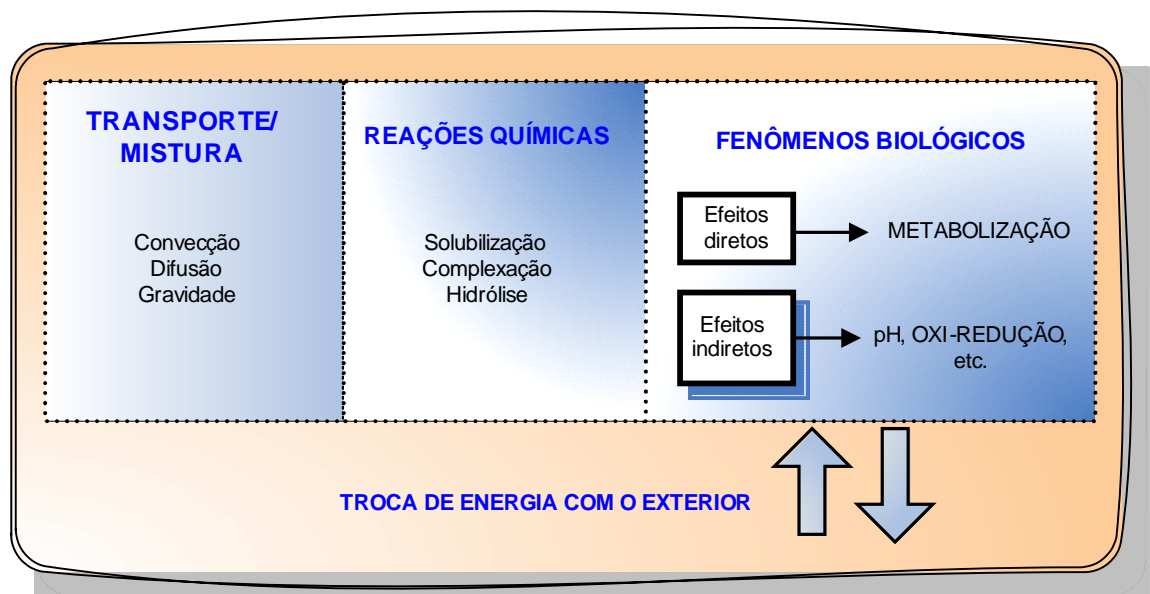 TRANSPORTE/
MISTURA
Convecção
Difusão
Gravidade
REAÇÕES QUÍMICAS
Solubilização
Complexação
Hidrólise
FENÔMENOS BIOLÓGICOS
Efeitos
diretos
METABOLIZAÇÃO
Efeitos
indiretos
pH, OXI-REDUÇÃO,
etc.
TROCA DE ENERGIA COM O EXTERIOR